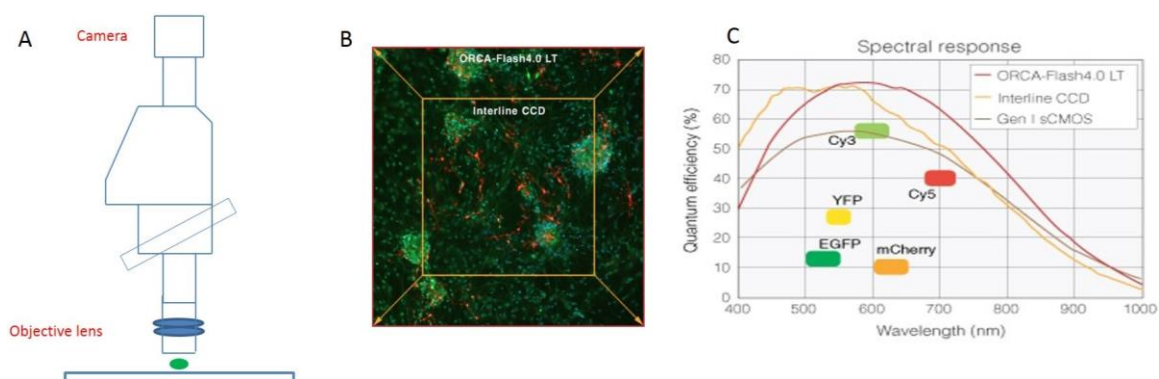 A
Camera
Objective lens
B
ORCA-Flash4.0 LT
Interline CCD
C
Spectral response
Quantum efficiency (%)
80
70
60
50
40
30
20
10
0
ORCA-Flash4.0 LT
Interline CCD
Gen I sCMOS
Cy3
Cy5
YFP
EGFP
mCherry
400 500 600 700 800 900 1000
Wavelength (nm)